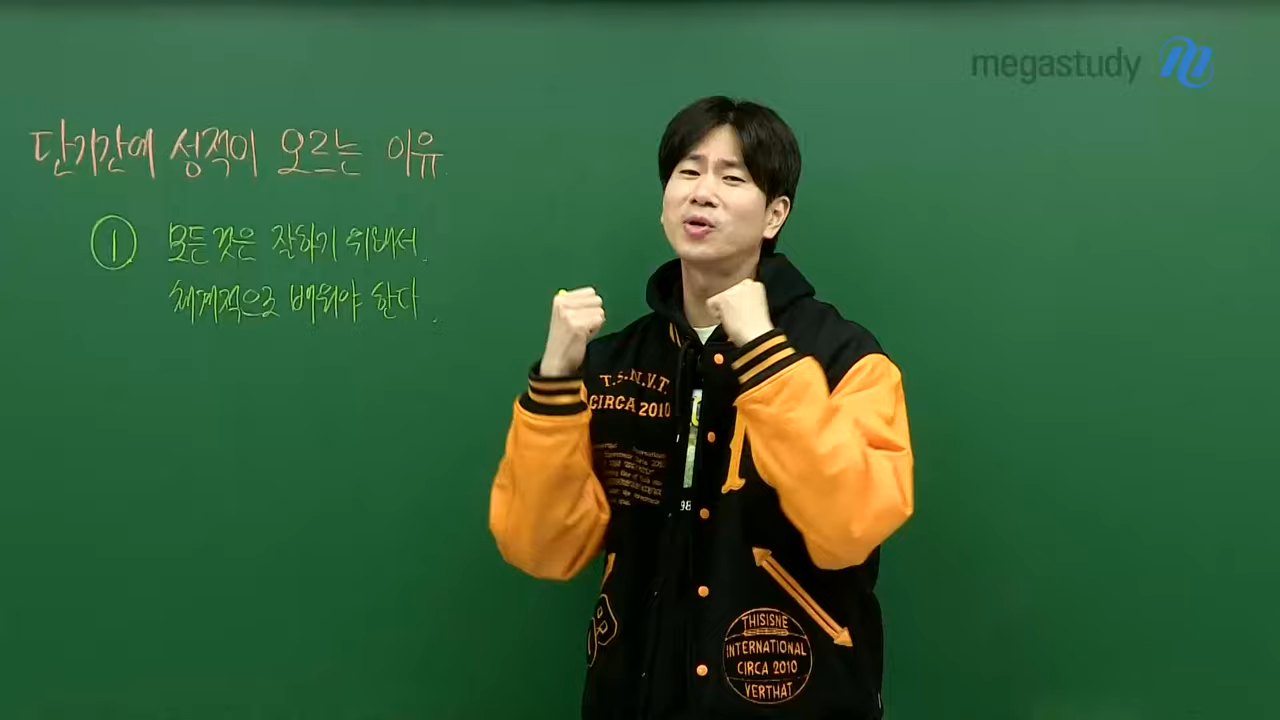 megastudy
단기간에 성적이 오르는 이유.
① 모든것은 잘하기 위해서.
체계적으로 배워야 한다.
T.S.N.V.T.
CIRCA 2010
98
THISISNE
INTERNATIONAL
CIRCA 2010
VERTHAT